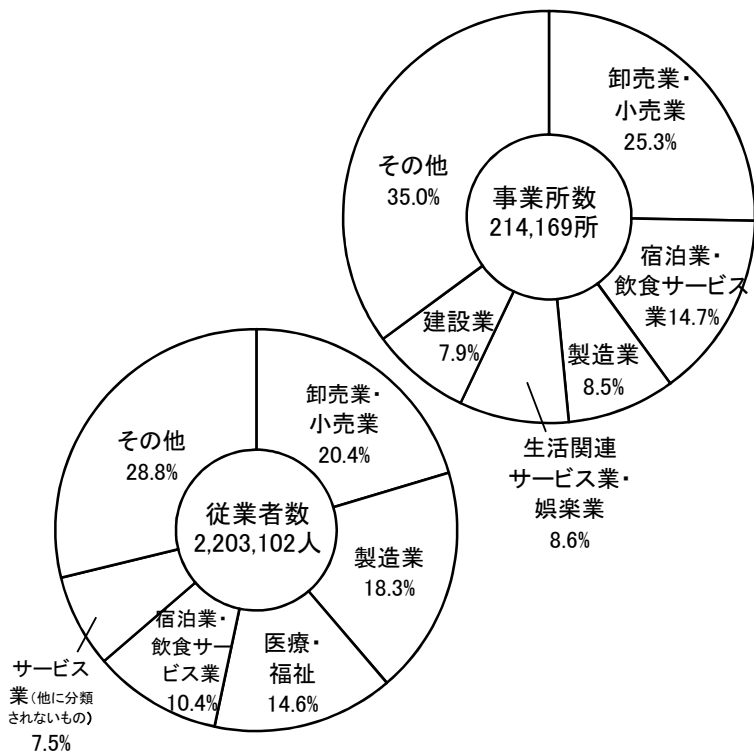 卸売業・
小売業
25.3%
その他
35.0%
事業所数
214,169所
宿泊業・
飲食サービス
業14.7%
建設業
7.9%
製造業
8.5%
生活関連
サービス業・
娯楽業
8.6%
卸売業・
小売業
20.4%
その他
28.8%
従業者数
2,203,102人
製造業
18.3%
宿泊業・
飲食サー
ビス業
10.4%
医療・
福祉
14.6%
サービス
業(他に分類
されないもの)
7.5%